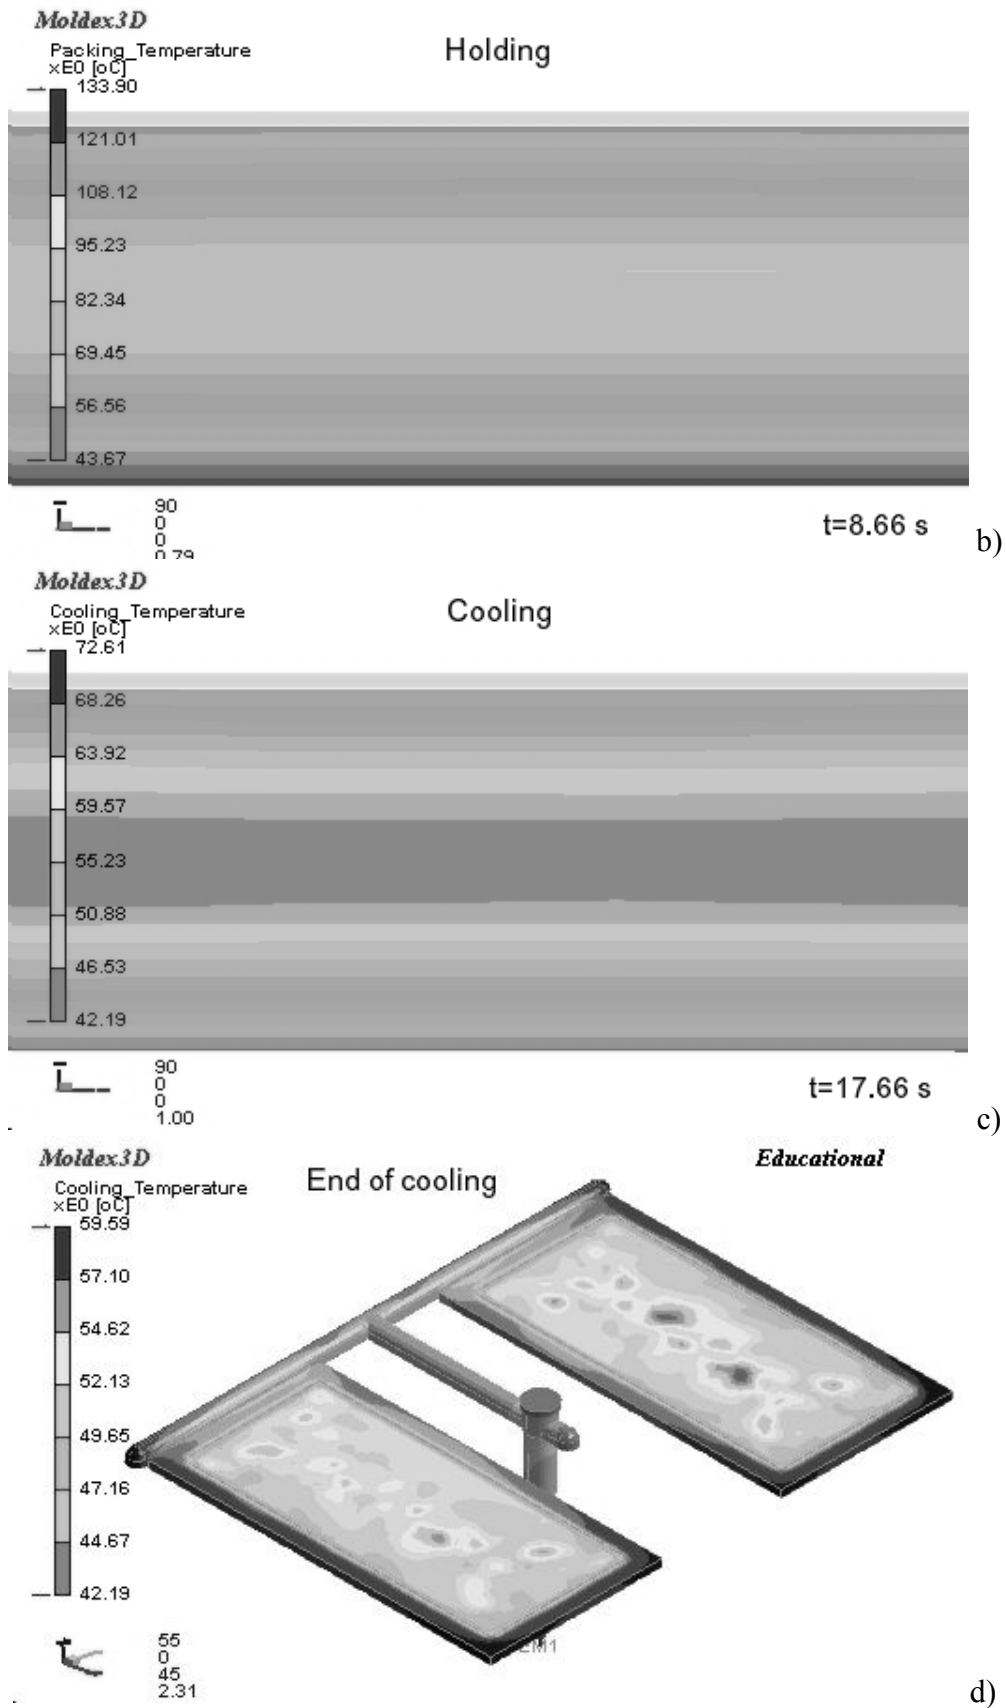 Moldex3D
Packing_Temperature
xE0 [oC]
Holding
133.90
121.01
108.12
95.23
82.34
69.45
56.56
43.67
90
0
0
0.79
t=8.66 s
b)
Moldex3D
Cooling_Temperature
xE0 [oC]
Cooling
72.61
68.26
63.92
59.57
55.23
50.88
46.53
42.19
90
0
0
1.00
t=17.66 s
c)
Moldex3D
Educational
Cooling_Temperature
xE0 [oC]
End of cooling
59.59
57.10
54.62
52.13
49.65
47.16
44.67
42.19
55
0
45
2.31
EM1
d)